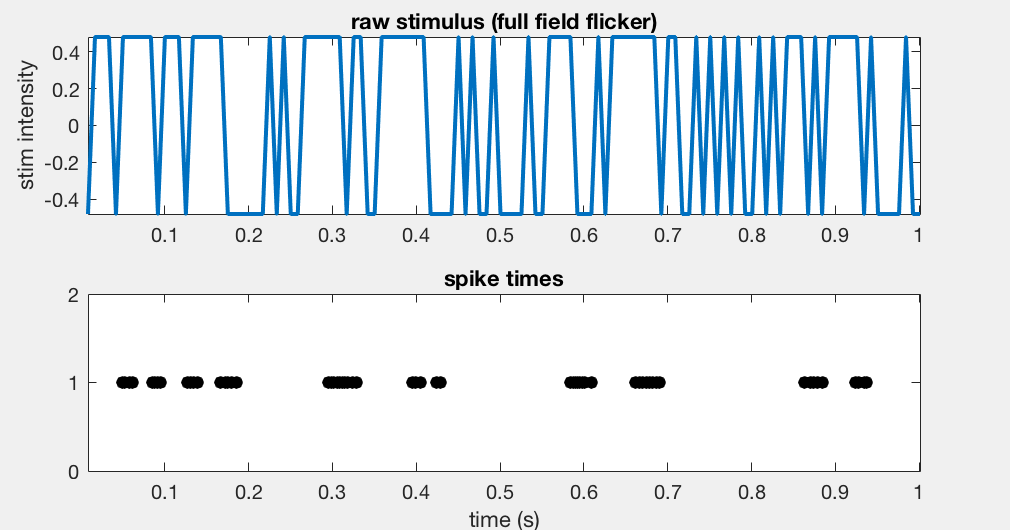 raw stimulus (full field flicker)
stim intensity
0.4
0.2
0
-0.2
-0.4
0.1 0.2 0.3 0.4 0.5 0.6 0.7 0.8 0.9 1
spike times
2
1
0
0.1 0.2 0.3 0.4 0.5 0.6 0.7 0.8 0.9 1
time (s)